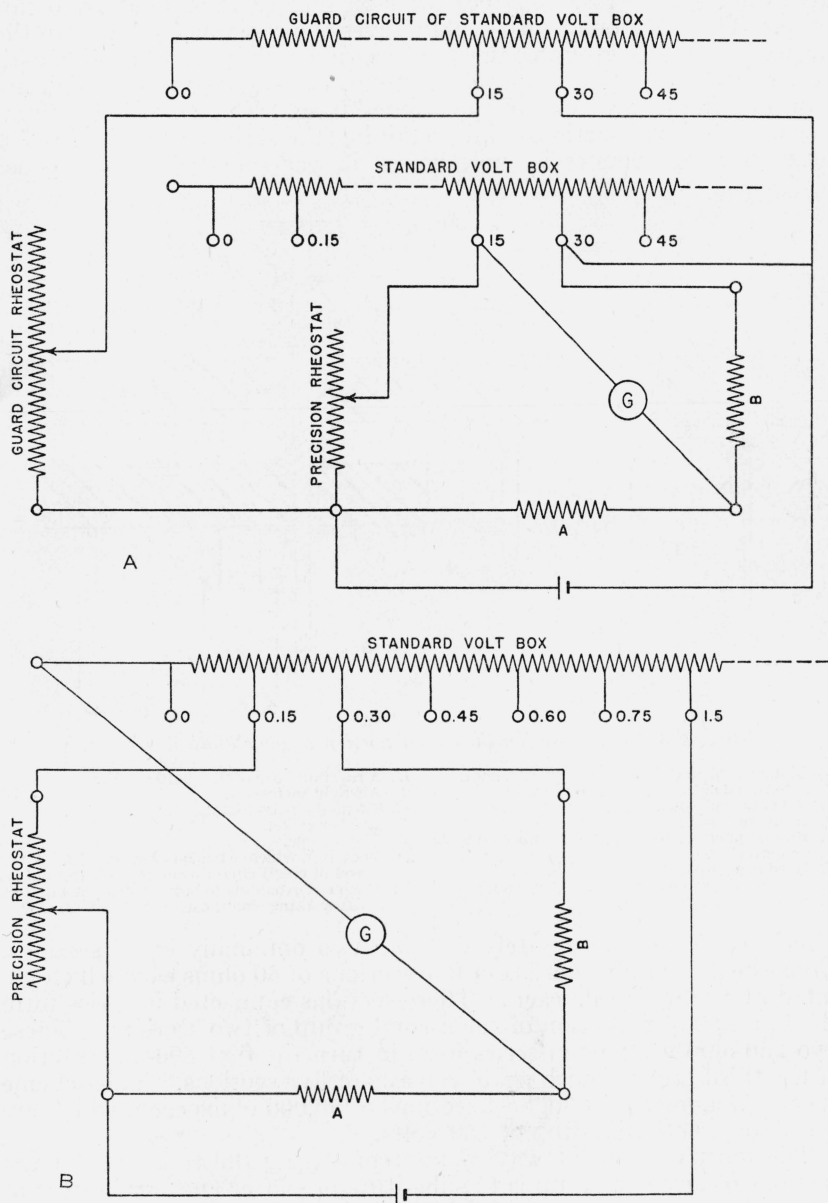 GUARD CIRCUIT OF STANDARD VOLT BOX
0 15 30 45
STANDARD VOLT BOX
0 0.15 15 30 45
GUARD CIRCUIT RHEOSTAT
PRECISION RHEOSTAT
G
B
A
A
STANDARD VOLT BOX
0 0.15 0.30 0.45 0.60 0.75 1.5
PRECISION RHEOSTAT
G
B
A
B